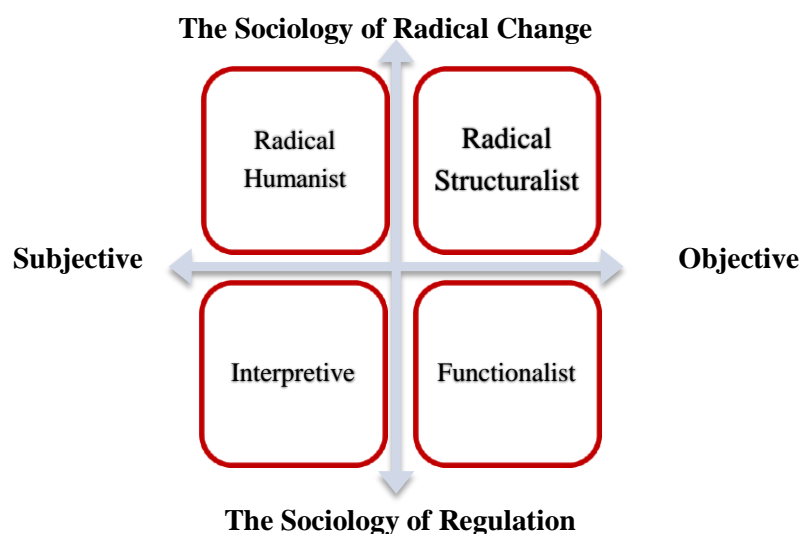 The Sociology of Radical Change
Radical
Humanist
Radical
Structuralist
Subjective
Objective
Interpretive
Functionalist
The Sociology of Regulation